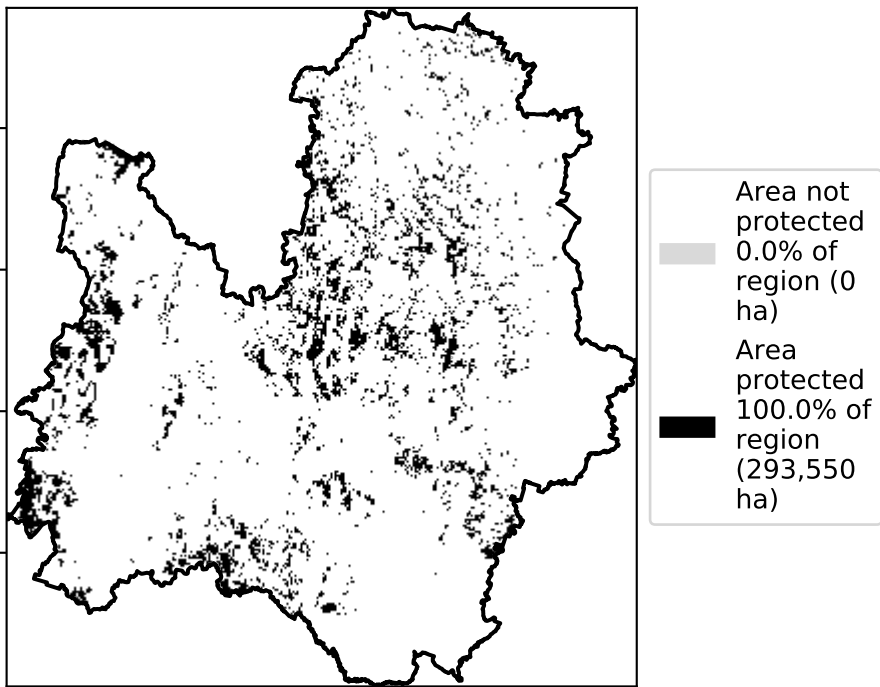 Area not
protected
0.0% of
region (0
ha)
Area
protected
100.0% of
region
(293,550
ha)